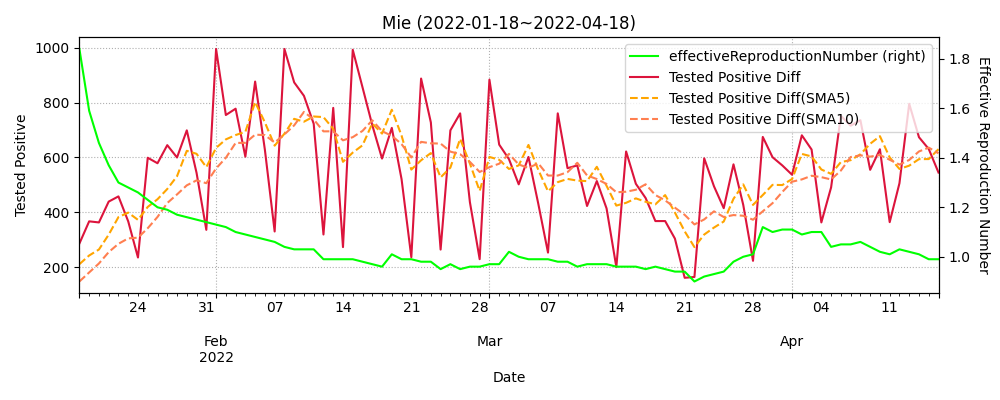 Mie (2022-01-18~2022-04-18)
effectiveReproductionNumber (right)
Tested Positive Diff
Tested Positive Diff(SMA5)
Tested Positive Diff(SMA10)
Tested Positive
1000
800
600
400
200
Effective Reproduction Number
1.8
1.6
1.4
1.2
1.0
24 31 07 14 21 28 07 14 21 28 04 11
Feb Mar Apr
2022
Date